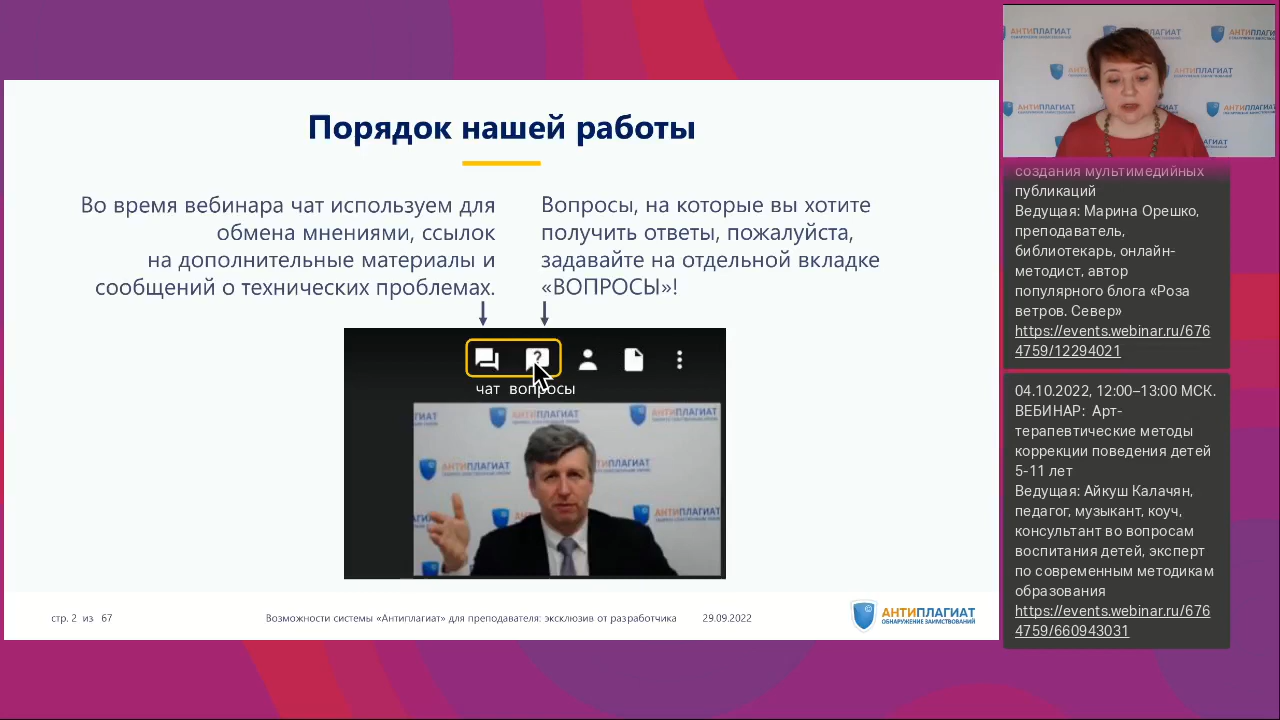 Порядок нашей работы
Во время вебинара чат используем для
обмена мнениями, ссылок
на дополнительные материалы и
сообщений о технических проблемах.
Вопросы, на которые вы хотите
получить ответы, пожалуйста,
задавайте на отдельной вкладке
«ВОПРОСЫ»!
чат вопросы
АНТИПЛАГИАТ
стр. 2 из 67
Возможности системы «Антиплагиат» для преподавателя: эксклюзив от разработчика
29.09.2022
АНТИПЛАГИАТ
ОБНАРУЖЕНИЕ ЗАИМСТВОВАНИЙ
АНТИПЛАГИАТ
создания мультимедийных
публикаций
Ведущая: Марина Орешко,
преподаватель,
библиотекарь, онлайн-
методист, автор
популярного блога «Роза
ветров. Север»
https://events.webinar.ru/676
4759/12294021
04.10.2022, 12:00–13:00 МСК.
ВЕБИНАР: Арт-
терапевтические методы
коррекции поведения детей
5-11 лет
Ведущая: Айкуш Калачян,
педагог, музыкант, коуч,
консультант во вопросам
воспитания детей, эксперт
по современным методикам
образования
https://events.webinar.ru/676
4759/660943031